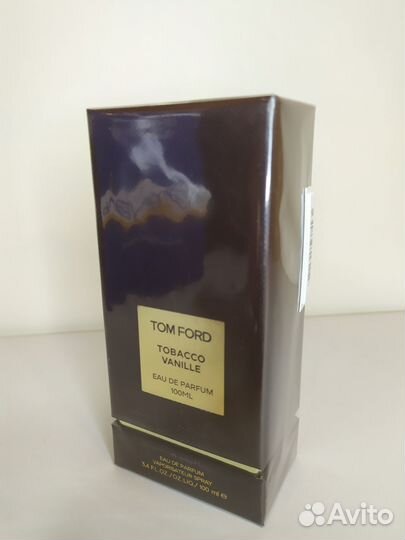 TOM FORD
TOBACCO
VANILLE
EAU DE PARFUM
100ML
EAU DE PARFUM
VAPORISATEUR SPRAY
3.4 FL.OZ./OZ.LIQ./ 100 ml e
Avito